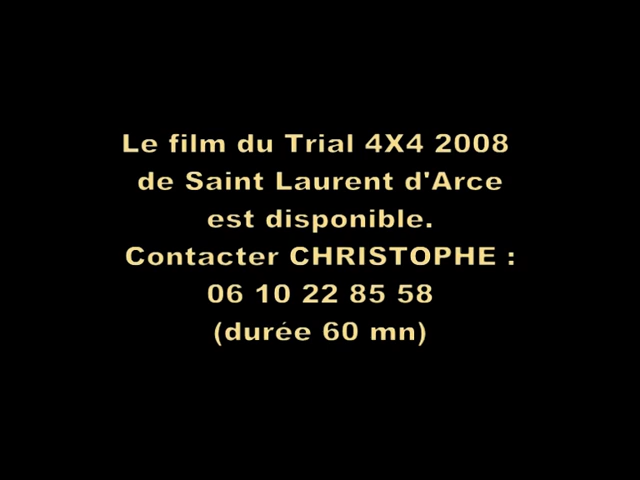 Le film du Trial 4X4 2008
de Saint Laurent d'Arce
est disponible.
Contacter CHRISTOPHE :
06 10 22 85 58
(durée 60 mn)